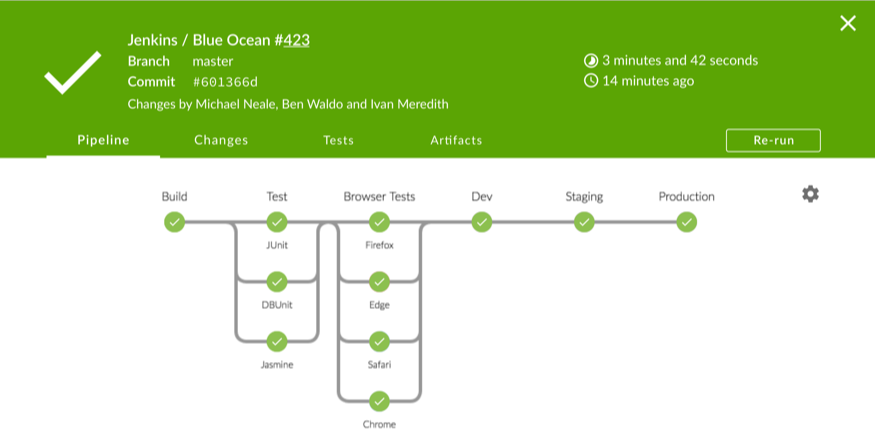 Jenkins / Blue Ocean #423
Branch master
Commit #601366d
Changes by Michael Neale, Ben Waldo and Ivan Meredith
3 minutes and 42 seconds
14 minutes ago
Pipeline Changes Tests Artifacts Re-run
Build Test Browser Tests Dev Staging Production
JUnit Firefox
DBUnit Edge
Jasmine Safari
Chrome